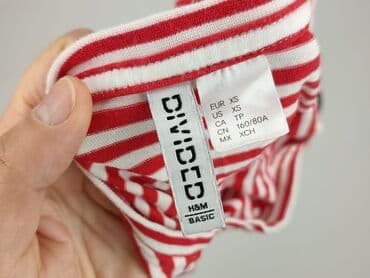 DIVIDED
H&M
BASIC
EUR XS
US XS
CA TP
CN 160/80A
MX XCH